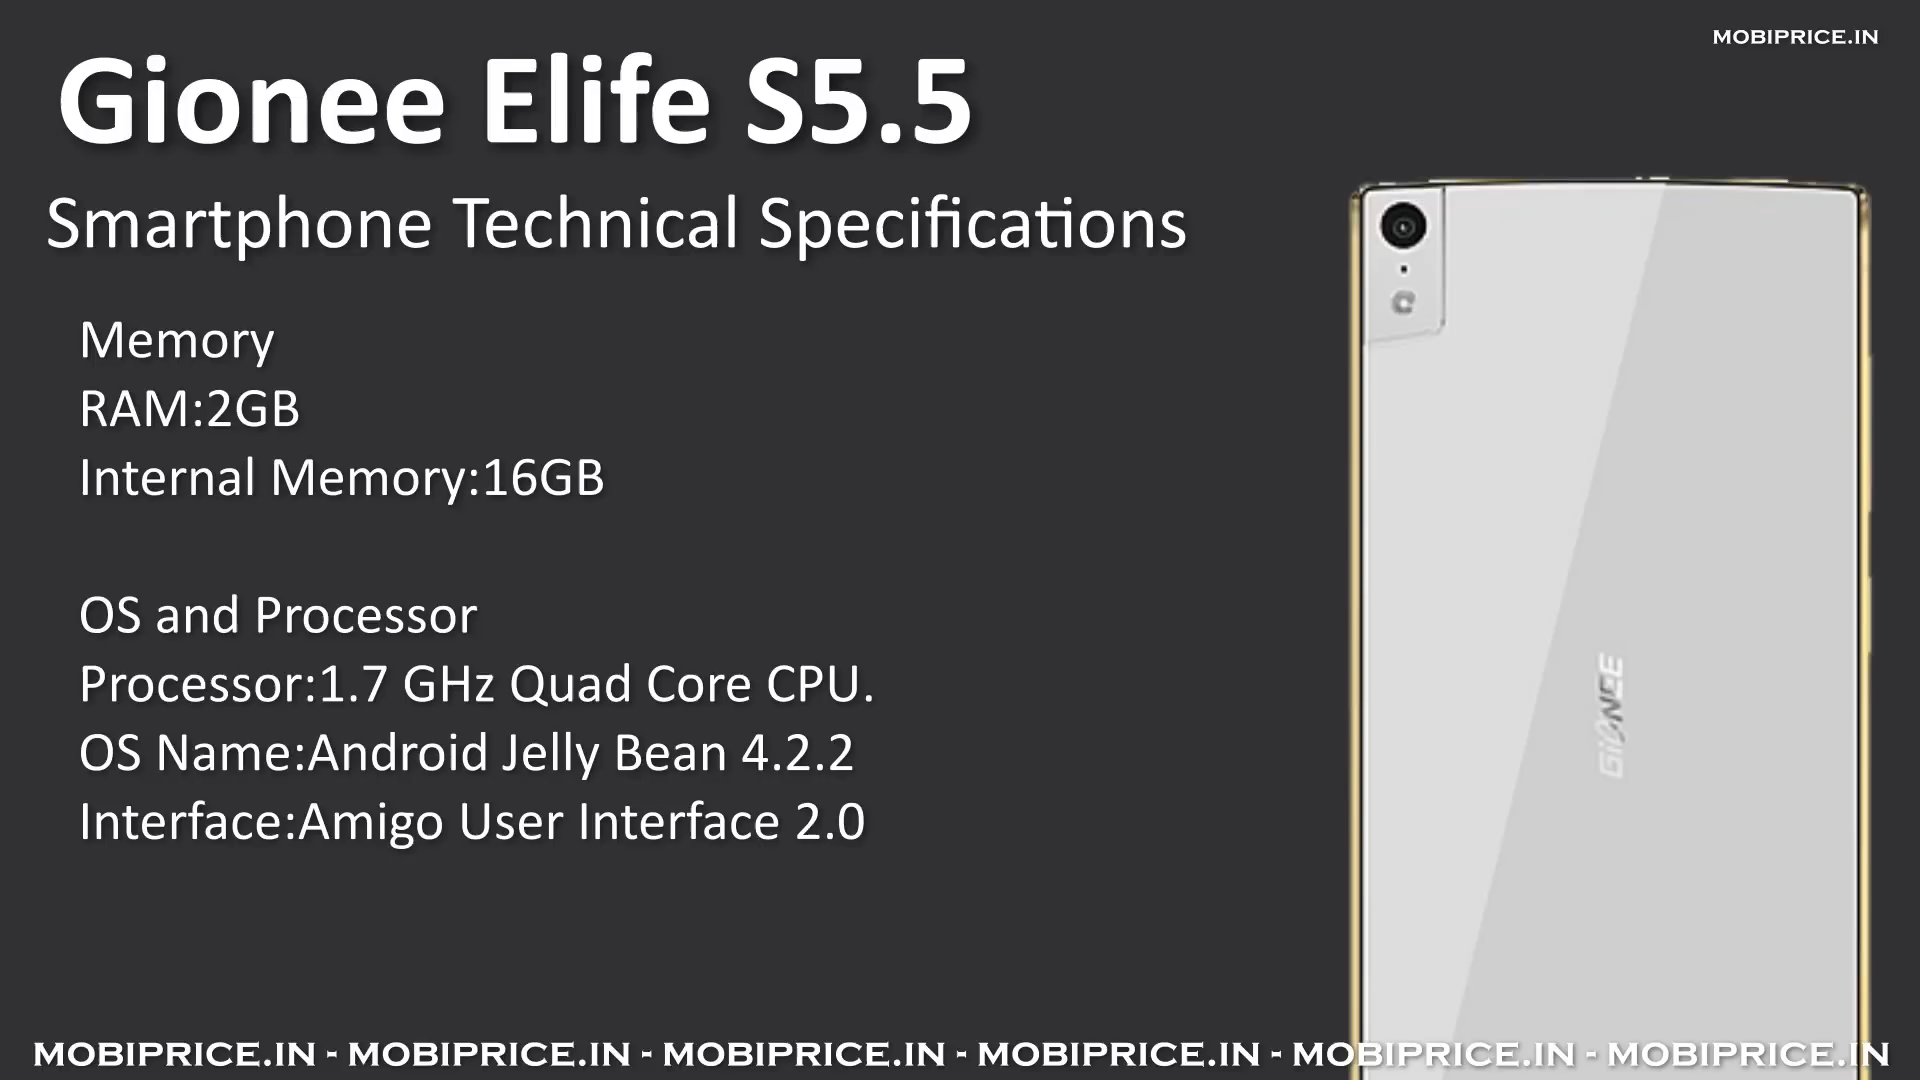 MOBIPRICE.IN
Gionee Elife S5.5
Smartphone Technical Specifications
Memory
RAM:2GB
Internal Memory:16GB
OS and Processor
Processor:1.7 GHz Quad Core CPU.
OS Name:Android Jelly Bean 4.2.2
Interface:Amigo User Interface 2.0
GIONEE
MOBIPRICE.IN - MOBIPRICE.IN - MOBIPRICE.IN - MOBIPRICE.IN - MOBIPRICE.IN - MOBIPRICE.IN